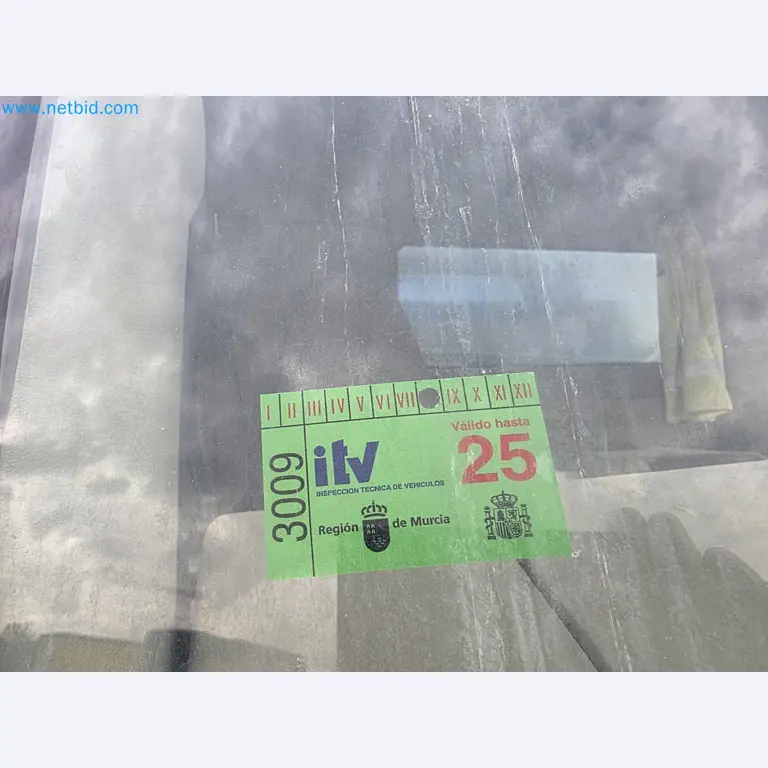 www.netbid.com
I II III IV V VI VII IX X XI XII
Válido hasta
25
3009
itv
INSPECCION TECNICA DE VEHICULOS
Región de Murcia